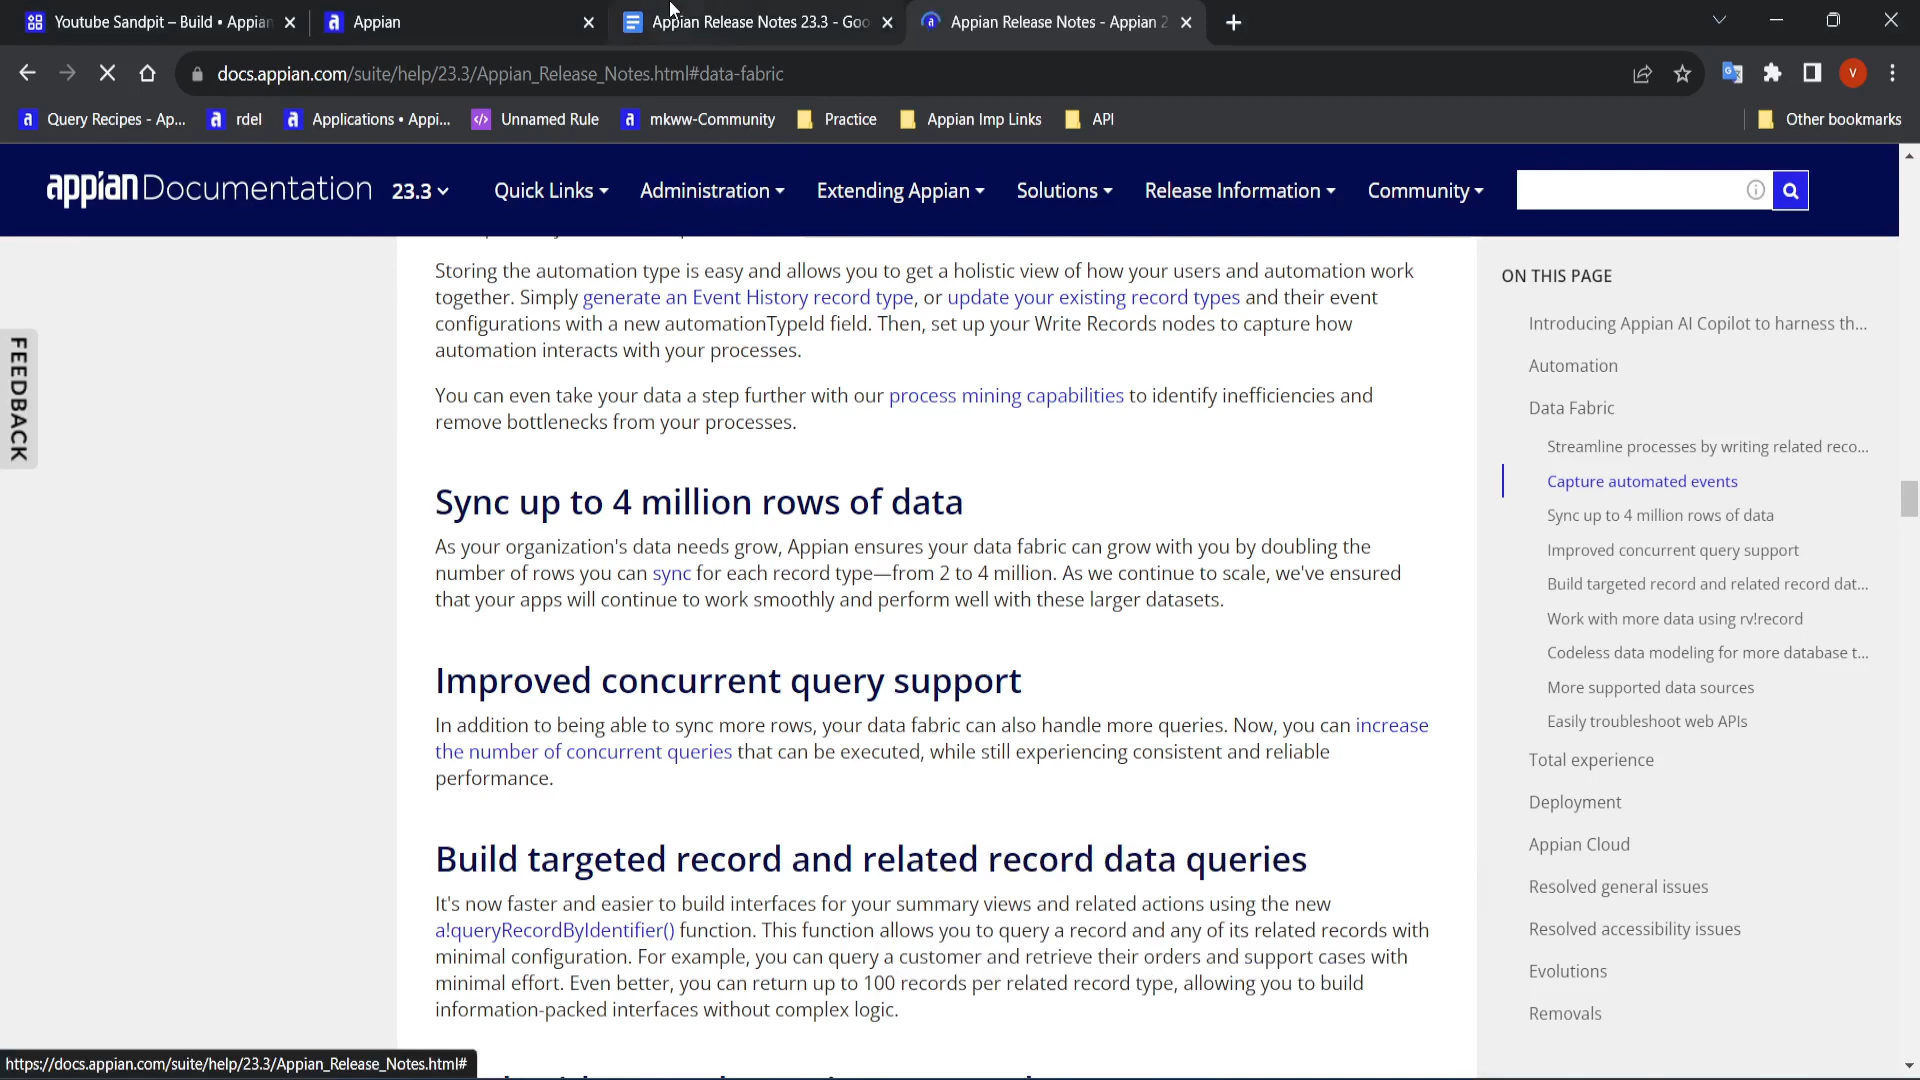 Youtube Sandpit – Build • Appian
Appian
Appian Release Notes 23.3 - Goo
Appian Release Notes - Appian 2
docs.appian.com/suite/help/23.3/Appian_Release_Notes.html#data-fabric
V
Query Recipes - Ap...
rdel
Applications • Appi...
Unnamed Rule
mkww-Community
Practice
Appian Imp Links
API
Other bookmarks
appian Documentation 23.3
Quick Links
Administration
Extending Appian
Solutions
Release Information
Community
FEEDBACK
Storing the automation type is easy and allows you to get a holistic view of how your users and automation work
together. Simply generate an Event History record type, or update your existing record types and their event
configurations with a new automationTypeId field. Then, set up your Write Records nodes to capture how
automation interacts with your processes.
You can even take your data a step further with our process mining capabilities to identify inefficiencies and
remove bottlenecks from your processes.
Sync up to 4 million rows of data
As your organization's data needs grow, Appian ensures your data fabric can grow with you by doubling the
number of rows you can sync for each record type—from 2 to 4 million. As we continue to scale, we've ensured
that your apps will continue to work smoothly and perform well with these larger datasets.
Improved concurrent query support
In addition to being able to sync more rows, your data fabric can also handle more queries. Now, you can increase
the number of concurrent queries that can be executed, while still experiencing consistent and reliable
performance.
Build targeted record and related record data queries
It's now faster and easier to build interfaces for your summary views and related actions using the new
a!queryRecordByIdentifier() function. This function allows you to query a record and any of its related records with
minimal configuration. For example, you can query a customer and retrieve their orders and support cases with
minimal effort. Even better, you can return up to 100 records per related record type, allowing you to build
information-packed interfaces without complex logic.
ON THIS PAGE
Introducing Appian AI Copilot to harness th...
Automation
Data Fabric
Streamline processes by writing related reco...
Capture automated events
Sync up to 4 million rows of data
Improved concurrent query support
Build targeted record and related record dat...
Work with more data using rv!record
Codeless data modeling for more database t...
More supported data sources
Easily troubleshoot web APIs
Total experience
Deployment
Appian Cloud
Resolved general issues
Resolved accessibility issues
Evolutions
Removals
https://docs.appian.com/suite/help/23.3/Appian_Release_Notes.html#